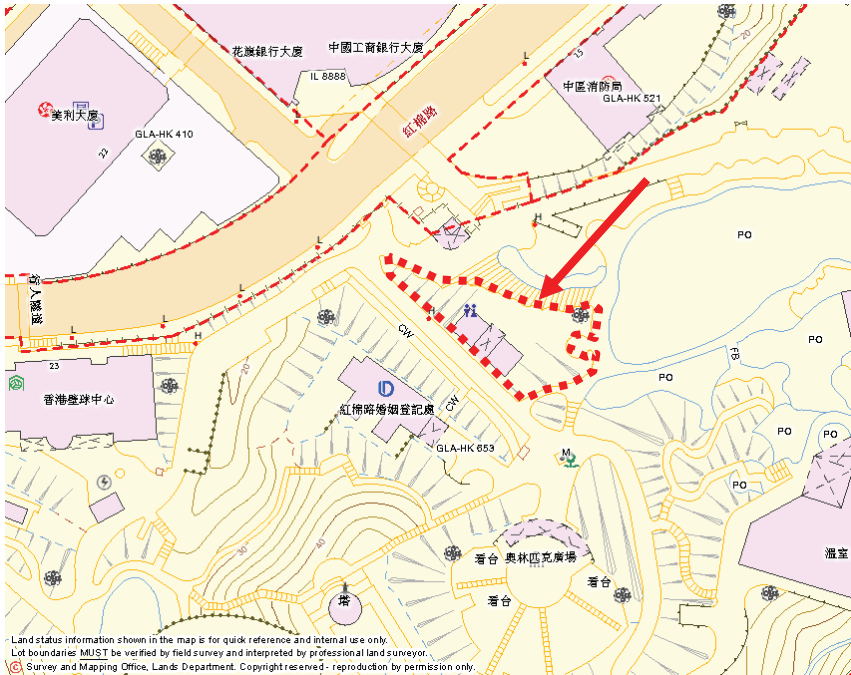 花旗銀行大廈
中國工商銀行大廈
IL 8888
L
20
15
中區消防局
GLA-HK 521
美利大廈
紅棉路
GLA-HK 410
22
H
PO
L
行人隧道
L
H
L
L
H
CW
PO
23
20
FB
PO
香港壁球中心
紅棉路婚姻登記處
CW
PO
PO
GLA-HK 653
M
PO
30
40
看台
奧林匹克廣場
溫室
看台
看台
塔
Land status information shown in the map is for quick reference and internal use only.
Lot boundaries MUST be verified by field survey and interpreted by professional land surveyor.
© Survey and Mapping Office, Lands Department. Copyright reserved - reproduction by permission only.